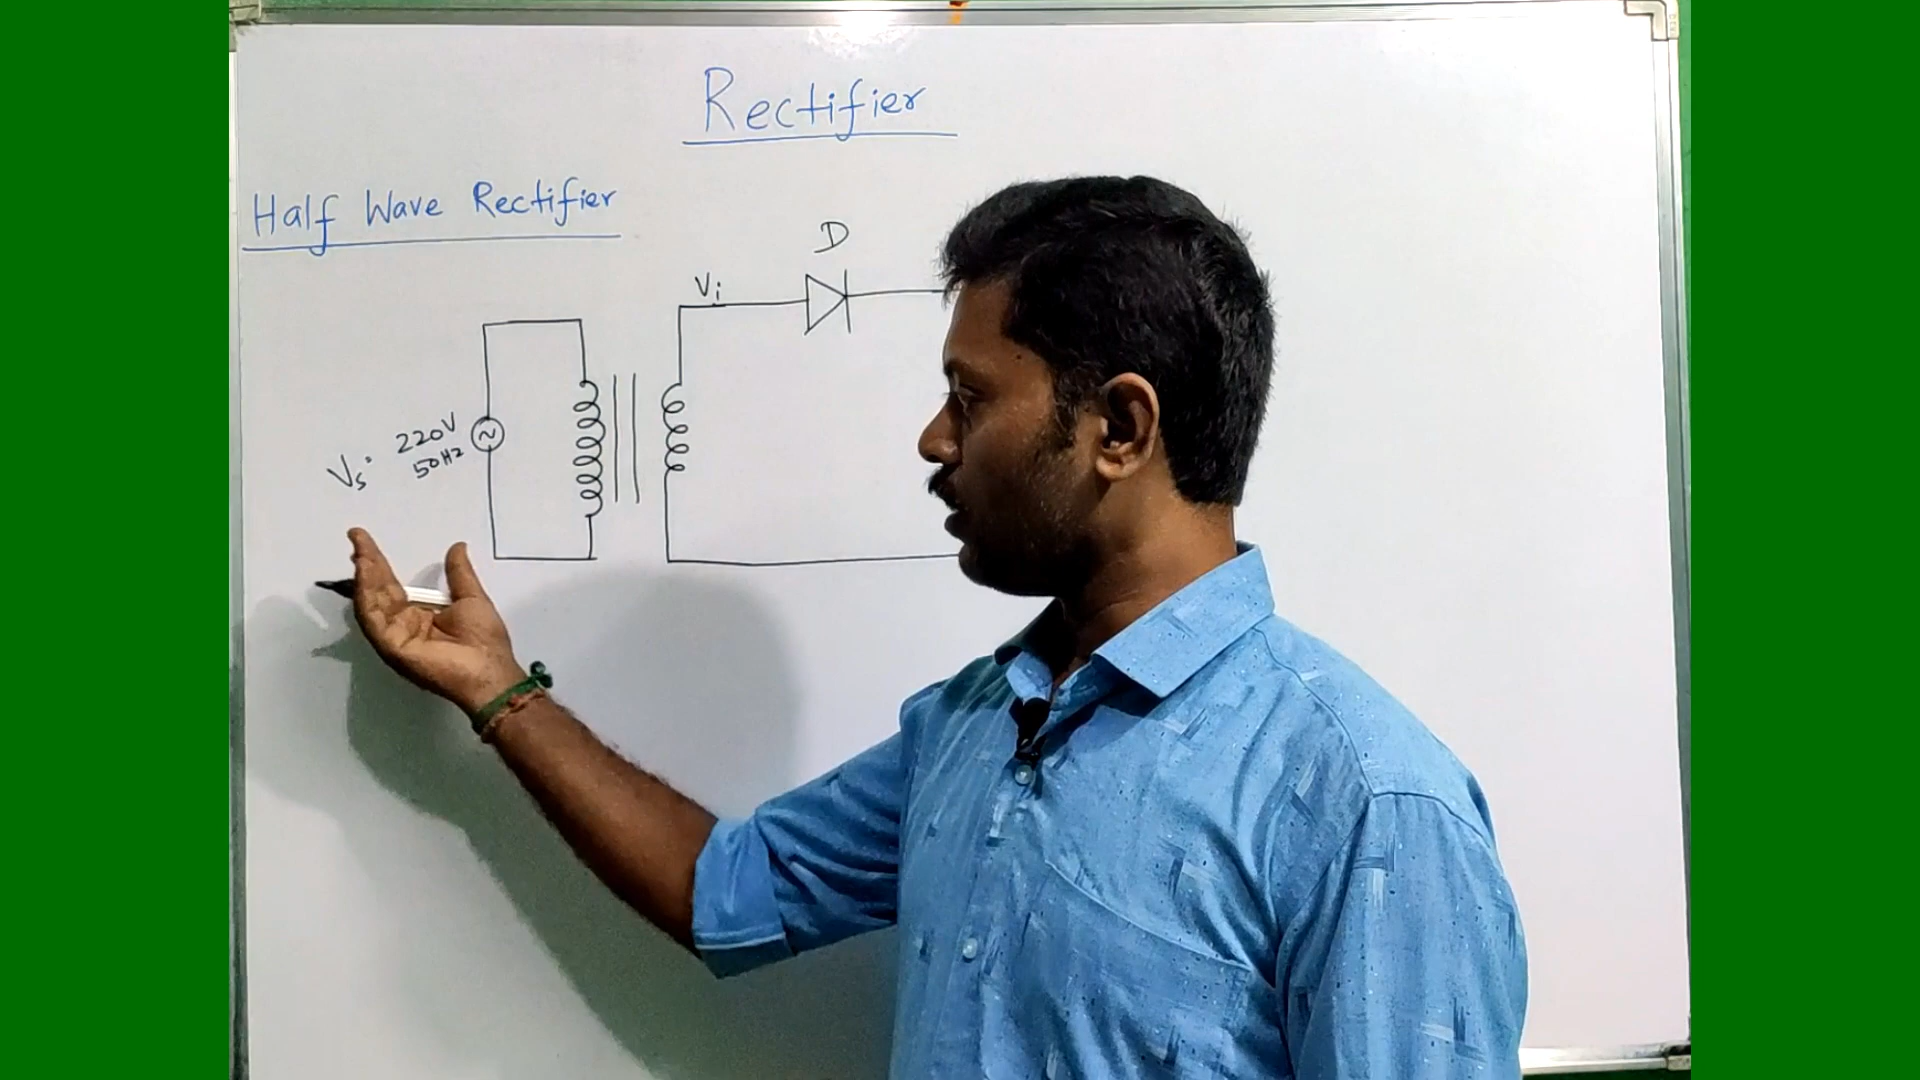 Rectifier
Half Wave Rectifier
D
Vi
Vs = 220V
50Hz